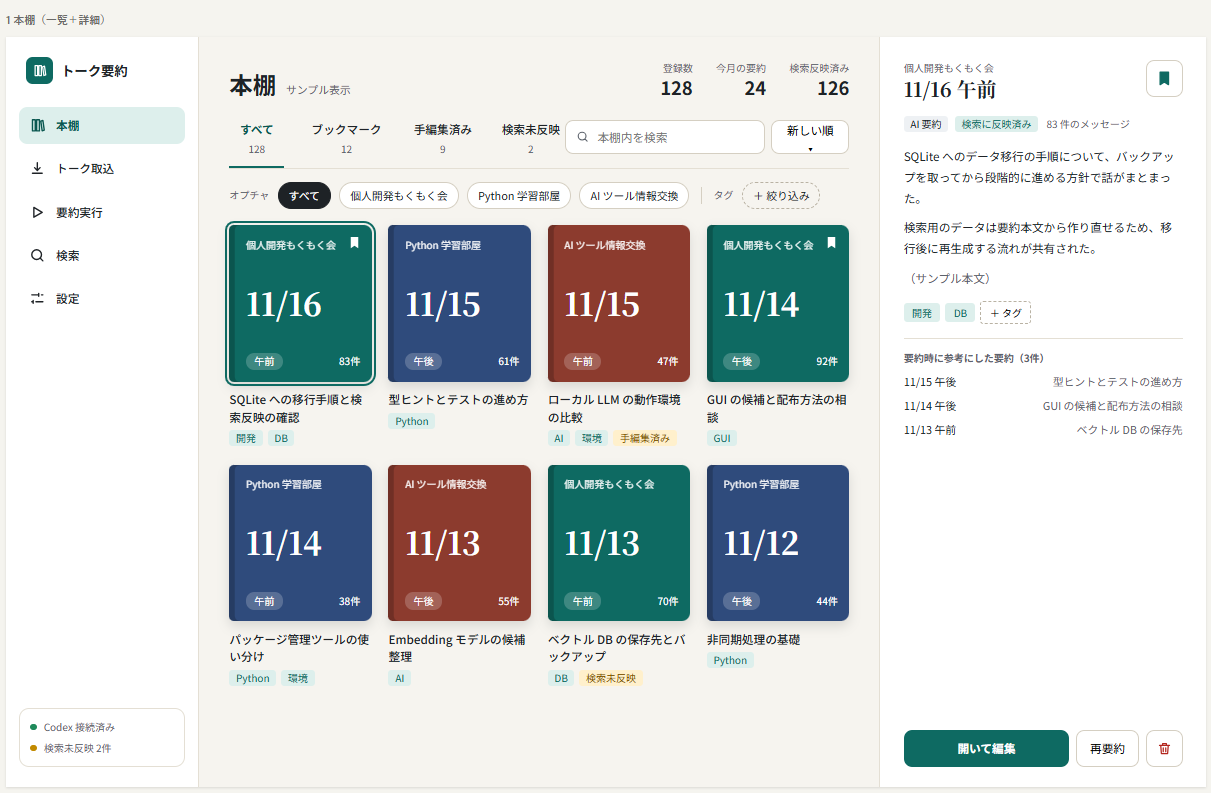 1 本棚（一覧＋詳細）
トーク要約
本棚
トーク取込
要約実行
検索
設定
Codex 接続済み
検索未反映 2件
本棚 サンプル表示
登録数 今月の要約 検索反映済み
128 24 126
すべて ブックマーク 手編集済み 検索未反映
128 12 9 2
本棚内を検索
新しい順
オプチャ すべて 個人開発もくもく会 Python 学習部屋 AI ツール情報交換 タグ ＋ 絞り込み
個人開発もくもく会
11/16
午前 83件
SQLite への移行手順と検
索反映の確認
開発 DB
Python 学習部屋
11/15
午後 61件
型ヒントとテストの進め方
Python
AI ツール情報交換
11/15
午前 47件
ローカル LLM の動作環境
の比較
AI 環境 手編集済み
個人開発もくもく会
11/14
午後 92件
GUI の候補と配布方法の相
談
GUI
Python 学習部屋
11/14
午前 38件
パッケージ管理ツールの使
い分け
Python 環境
AI ツール情報交換
11/13
午後 55件
Embedding モデルの候補
整理
AI
個人開発もくもく会
11/13
午前 70件
ベクトル DB の保存先とバ
ックアップ
DB 検索未反映
Python 学習部屋
11/12
午後 44件
非同期処理の基礎
Python
個人開発もくもく会
11/16 午前
AI 要約 検索に反映済み 83 件のメッセージ
SQLite へのデータ移行の手順について、バックアッ
プを取ってから段階的に進める方針で話がまとまっ
た。
検索用のデータは要約本文から作り直せるため、移
行後に再生成する流れが共有された。
（サンプル本文）
開発 DB ＋ タグ
要約時に参考にした要約（3件）
11/15 午後 型ヒントとテストの進め方
11/14 午後 GUI の候補と配布方法の相談
11/13 午前 ベクトル DB の保存先
開いて編集 再要約